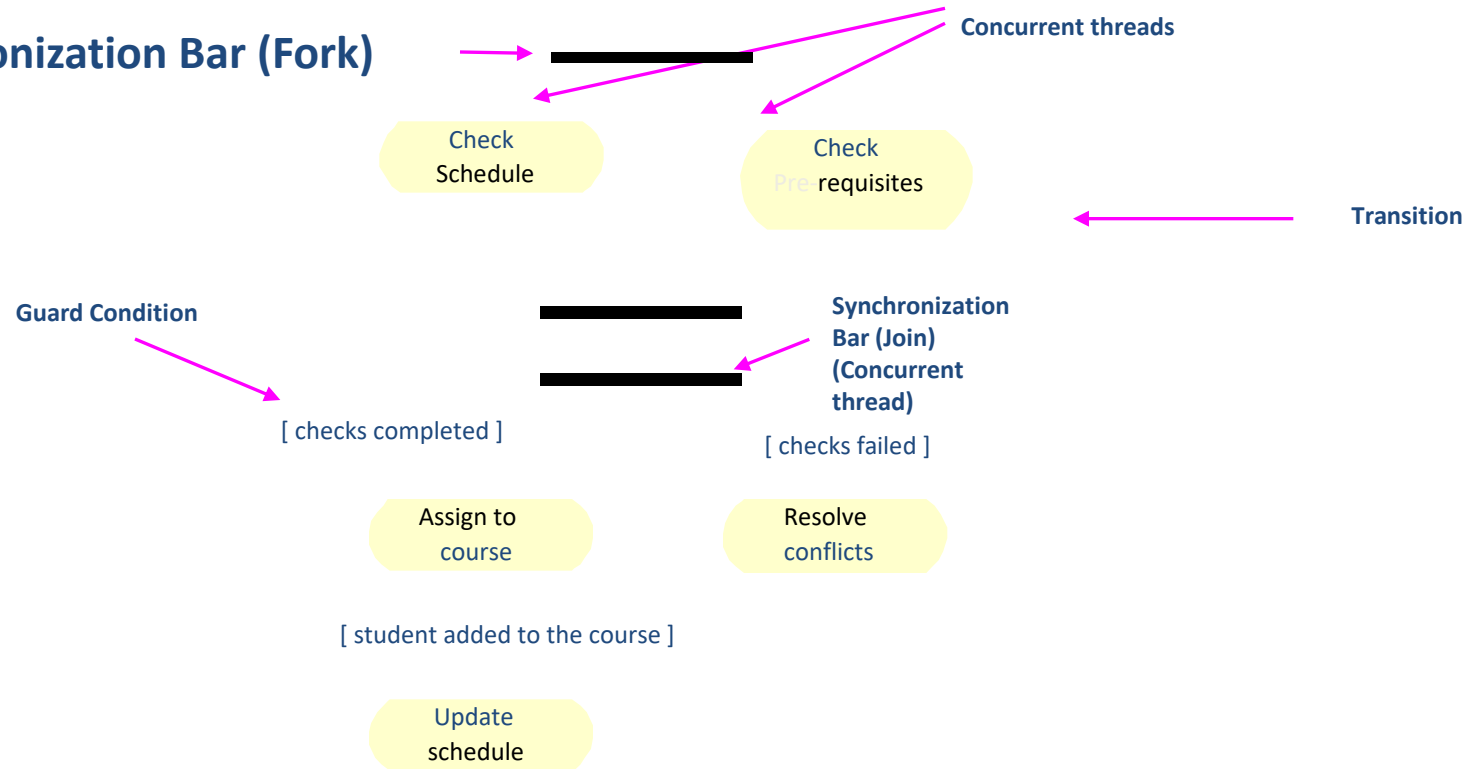 Concurrent threads
onization Bar (Fork)
Check
Schedule
Check
Pre-requisites
Transition
Guard Condition
Synchronization
Bar (Join)
(Concurrent
thread)
[ checks completed ]
[ checks failed ]
Assign to
course
Resolve
conflicts
[ student added to the course ]
Update
schedule